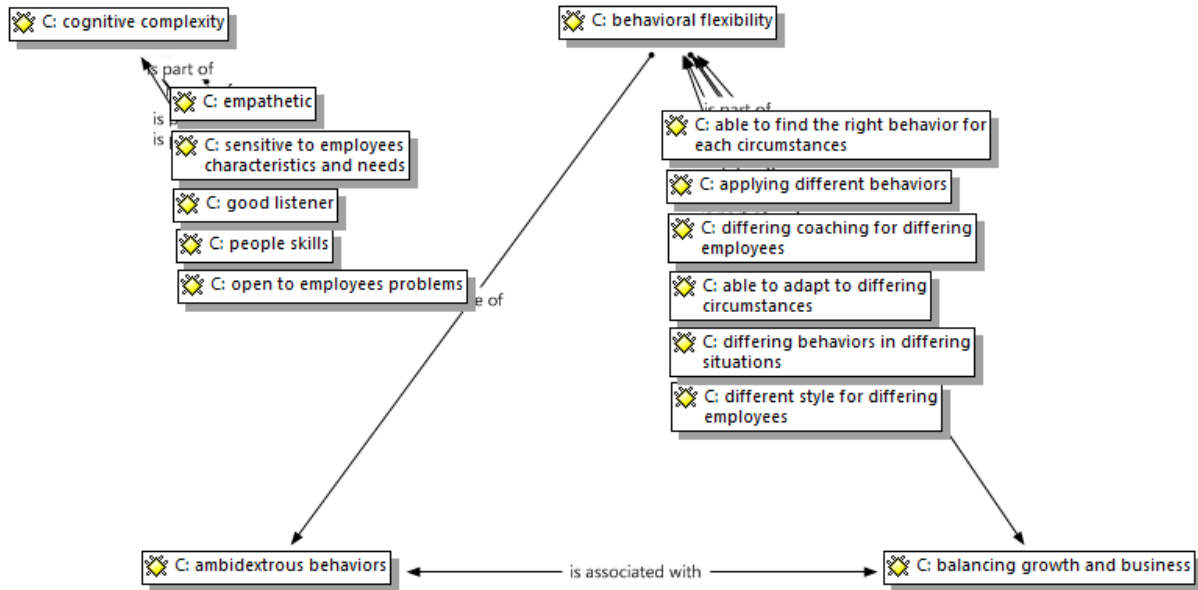 C: cognitive complexity
C: behavioral flexibility
is part of
C: empathetic
is
C: sensitive to employees
characteristics and needs
is
C: good listener
C: people skills
C: open to employees problems
is part of
C: able to find the right behavior for
each circumstances
C: applying different behaviors
C: differing coaching for differing
employees
C: able to adapt to differing
circumstances
C: differing behaviors in differing
situations
C: different style for differing
employees
of
C: ambidextrous behaviors
is associated with
C: balancing growth and business